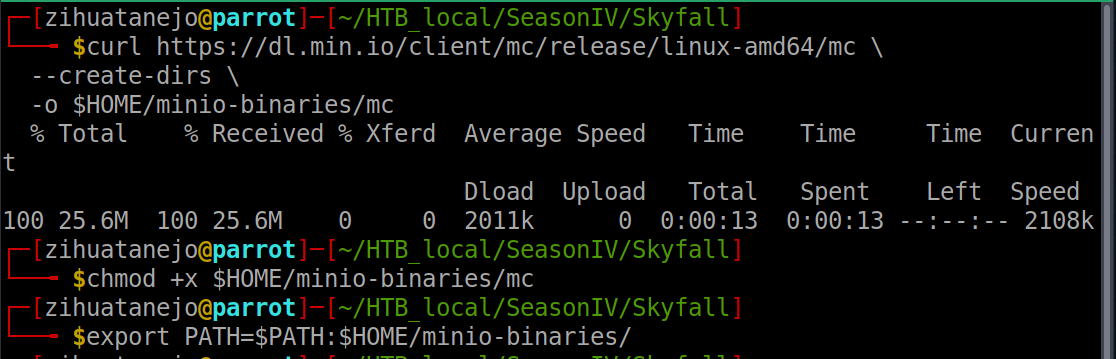 ┌─[zihuatanejo@parrot]─[~/HTB_local/SeasonIV/Skyfall]
└──╼ $curl https://dl.min.io/client/mc/release/linux-amd64/mc \
  --create-dirs \
  -o $HOME/minio-binaries/mc
  % Total    % Received % Xferd  Average Speed   Time    Time     Time  Curren
t
                                 Dload  Upload   Total   Spent    Left  Speed
100 25.6M  100 25.6M    0     0  2011k      0  0:00:13  0:00:13 --:--:-- 2108k
┌─[zihuatanejo@parrot]─[~/HTB_local/SeasonIV/Skyfall]
└──╼ $chmod +x $HOME/minio-binaries/mc
┌─[zihuatanejo@parrot]─[~/HTB_local/SeasonIV/Skyfall]
└──╼ $export PATH=$PATH:$HOME/minio-binaries/